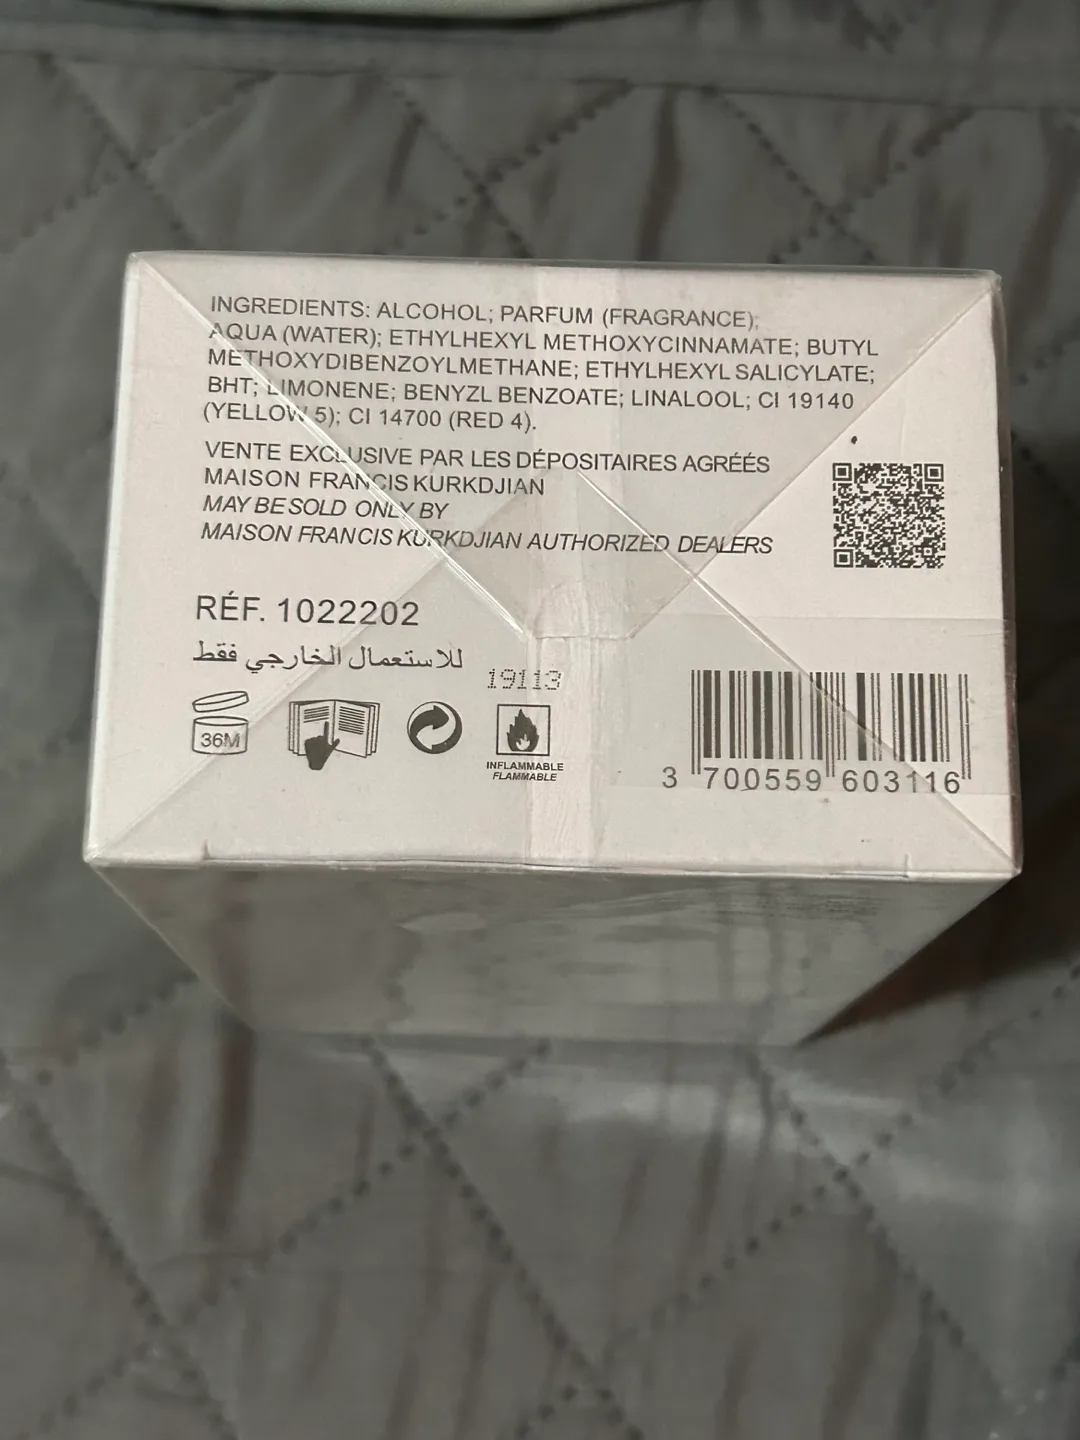 INGREDIENTS: ALCOHOL; PARFUM (FRAGRANCE);
AQUA (WATER); ETHYLHEXYL METHOXYCINNAMATE; BUTYL
METHOXYDIBENZOYLMETHANE; ETHYLHEXYL SALICYLATE;
BHT; LIMONENE; BENYZL BENZOATE; LINALOOL; CI 19140
(YELLOW 5); CI 14700 (RED 4).
VENTE EXCLUSIVE PAR LES DÉPOSITAIRES AGRÉÉS
MAISON FRANCIS KURKDJIAN
MAY BE SOLD ONLY BY
MAISON FRANCIS KURKDJIAN AUTHORIZED DEALERS
RÉF. 1022202
للاستعمال الخارجي فقط
19113
36M
INFLAMMABLE
FLAMMABLE
3 700559 603116